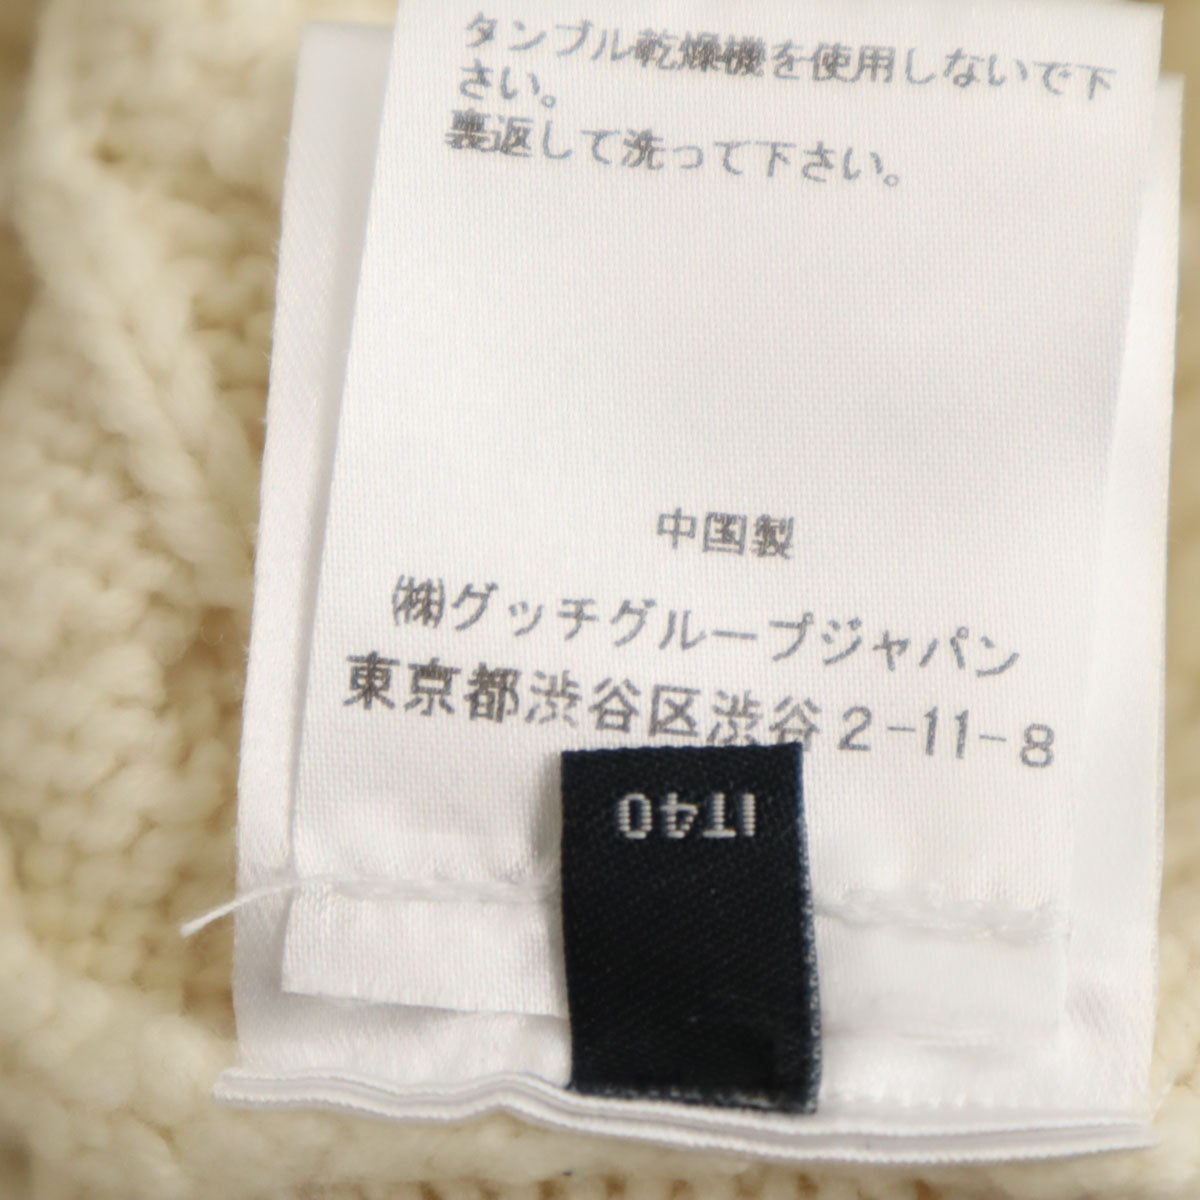 タンブル乾燥機を使用しないで下
さい。
裏返して洗って下さい。
中国製
㈱グッチグループジャパン
東京都渋谷区渋谷2-11-8
IT40